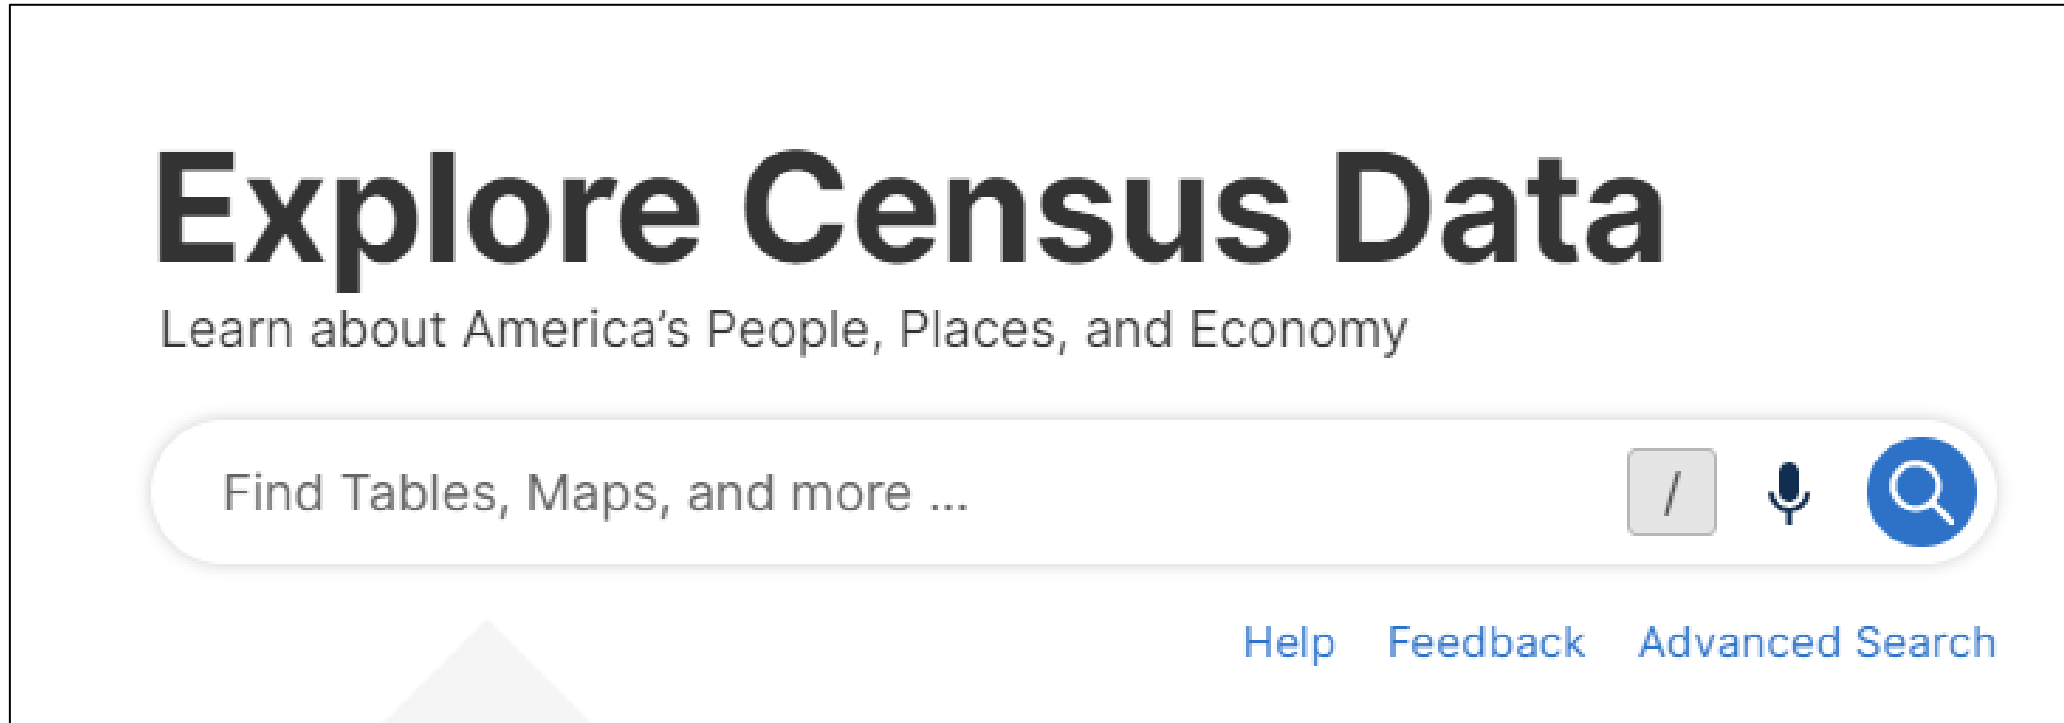 Explore Census Data
Learn about America’s People, Places, and Economy
Find Tables, Maps, and more ... /
Help Feedback Advanced Search